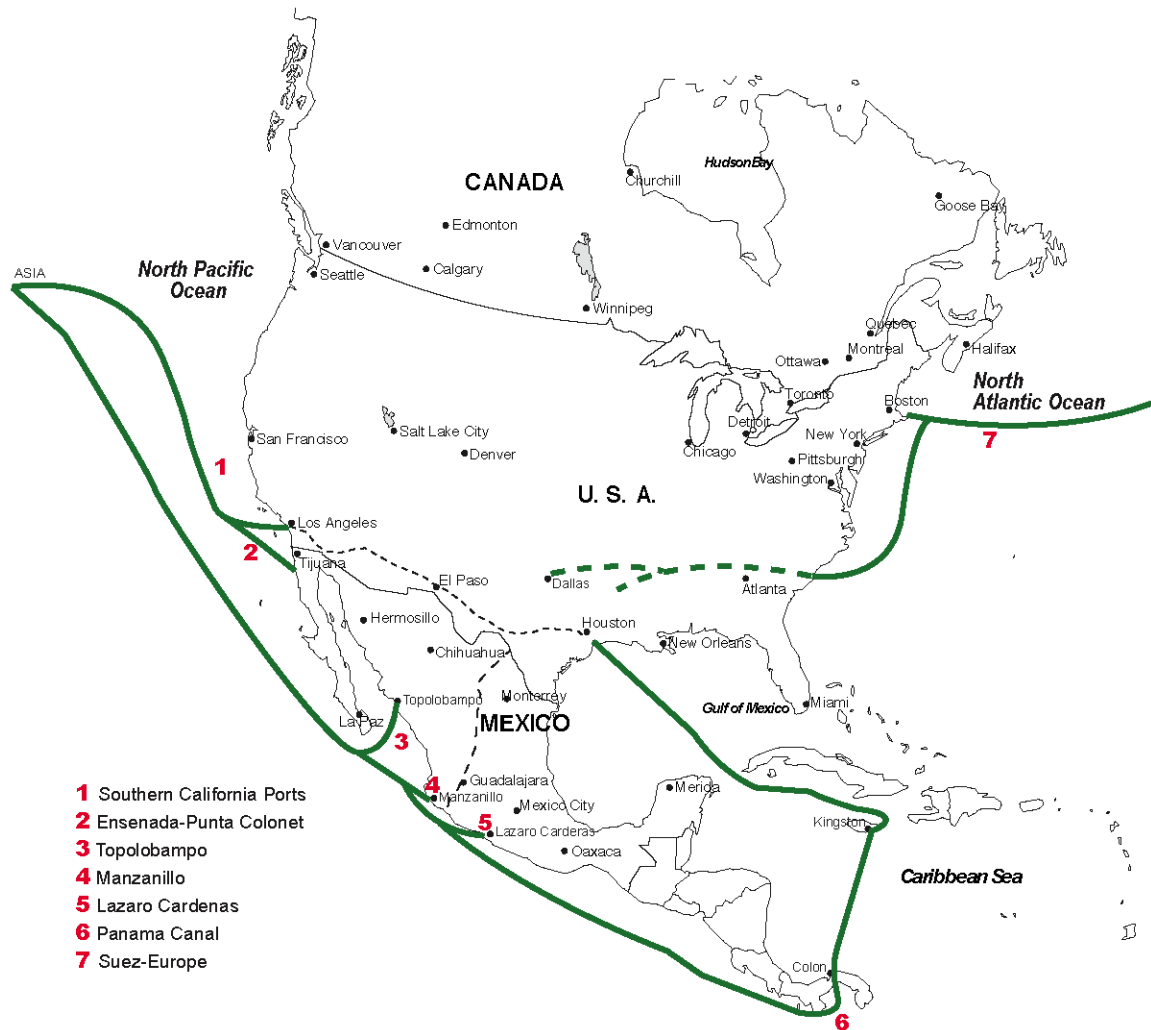 CANADA
Hudson Bay
Churchill
Goose Bay
Edmonton
Vancouver
North Pacific
Ocean
ASIA
Seattle
Calgary
Winnipeg
Quebec
Montreal
Halifax
Ottawa
North
Atlantic Ocean
Toronto
Boston
Detroit
San Francisco
Salt Lake City
New York
7
Chicago
Denver
Pittsburgh
1
Washington
U. S. A.
Los Angeles
2
Tijuana
El Paso
Dallas
Atlanta
Hermosillo
Houston
New Orleans
Chihuahua
Topolobampo
Monterrey
Gulf of Mexico
Miami
La Paz
MEXICO
3
Guadalajara
4
Manzanillo
Merida
Mexico City
5
Lazaro Carderas
Kingston
Oaxaca
Caribbean Sea
Colon
6
1 Southern California Ports
2 Ensenada-Punta Colonet
3 Topolobampo
4 Manzanillo
5 Lazaro Cardenas
6 Panama Canal
7 Suez-Europe